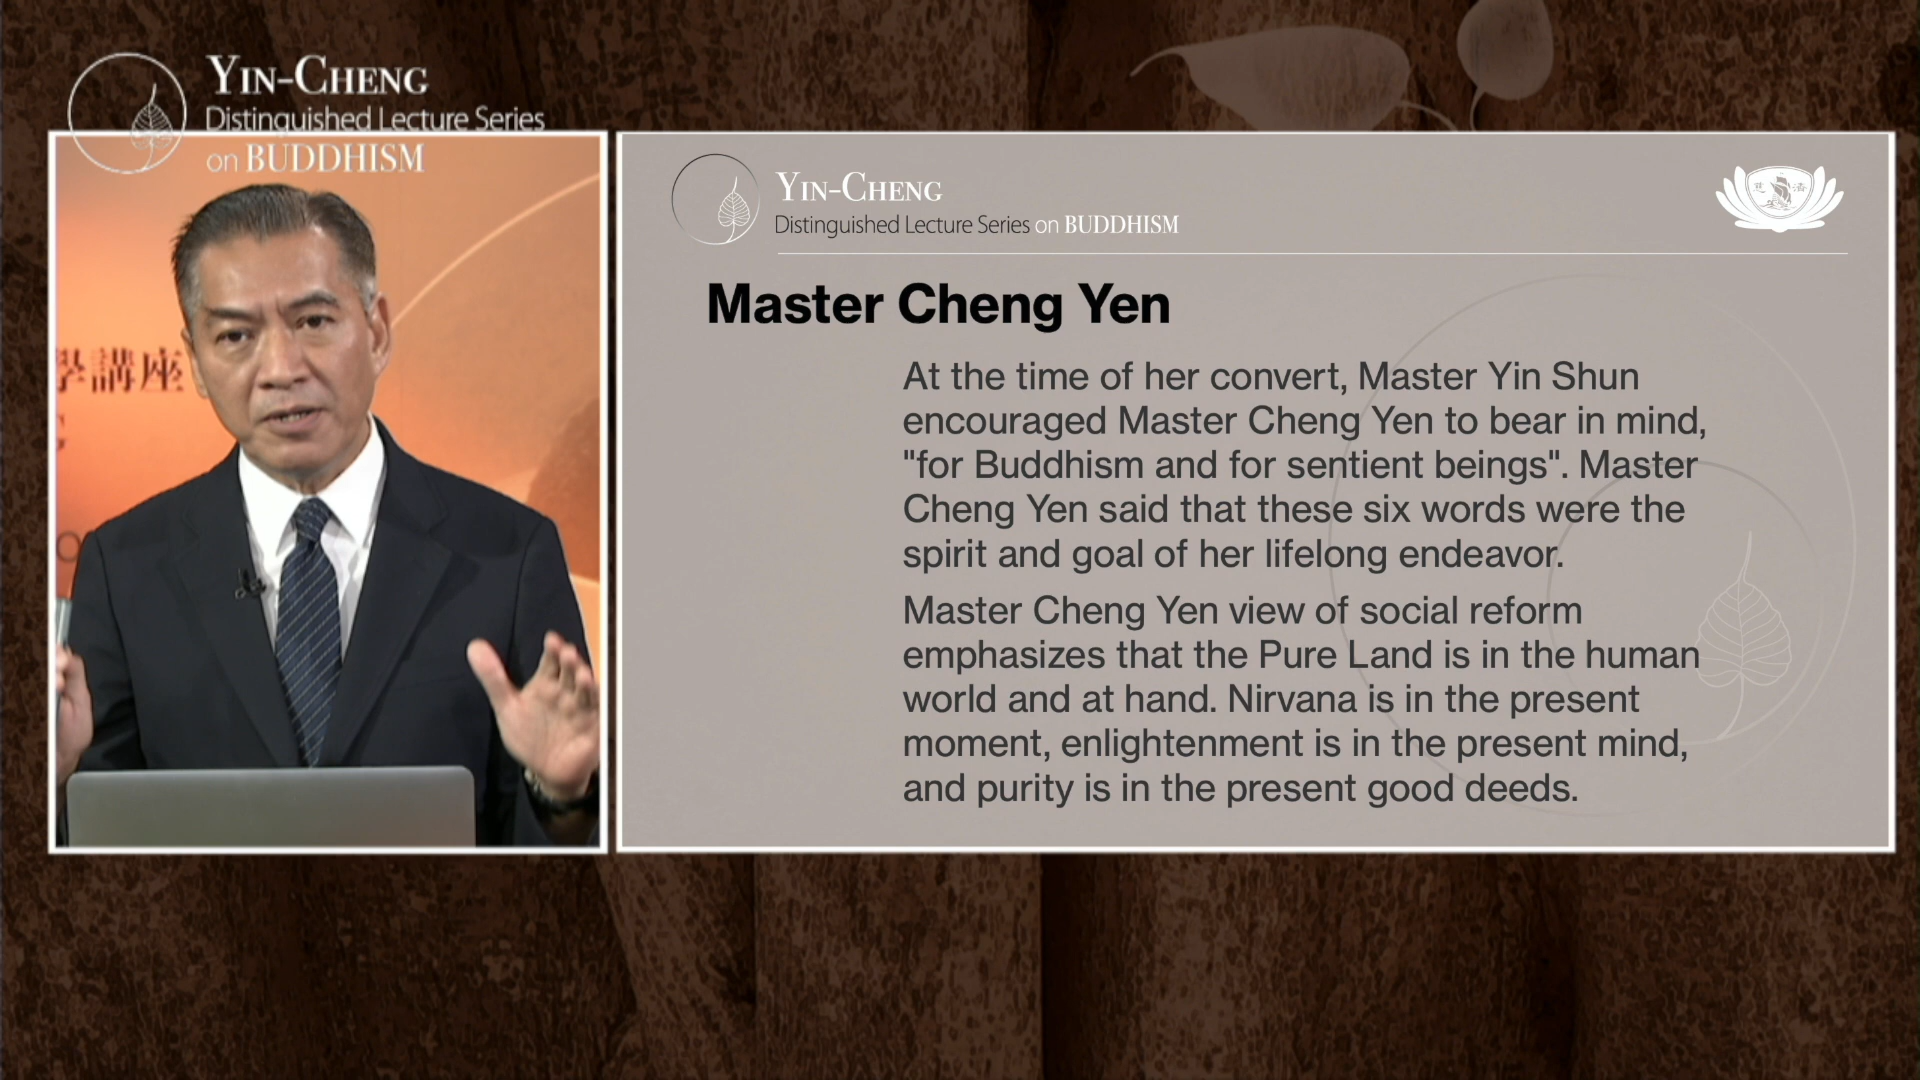 YIN-CHENG
Distinguished Lecture Series
on BUDDHISM
學講座
YIN-CHENG
Distinguished Lecture Series on BUDDHISM
慈濟
Master Cheng Yen
At the time of her convert, Master Yin Shun
encouraged Master Cheng Yen to bear in mind,
"for Buddhism and for sentient beings". Master
Cheng Yen said that these six words were the
spirit and goal of her lifelong endeavor.
Master Cheng Yen view of social reform
emphasizes that the Pure Land is in the human
world and at hand. Nirvana is in the present
moment, enlightenment is in the present mind,
and purity is in the present good deeds.